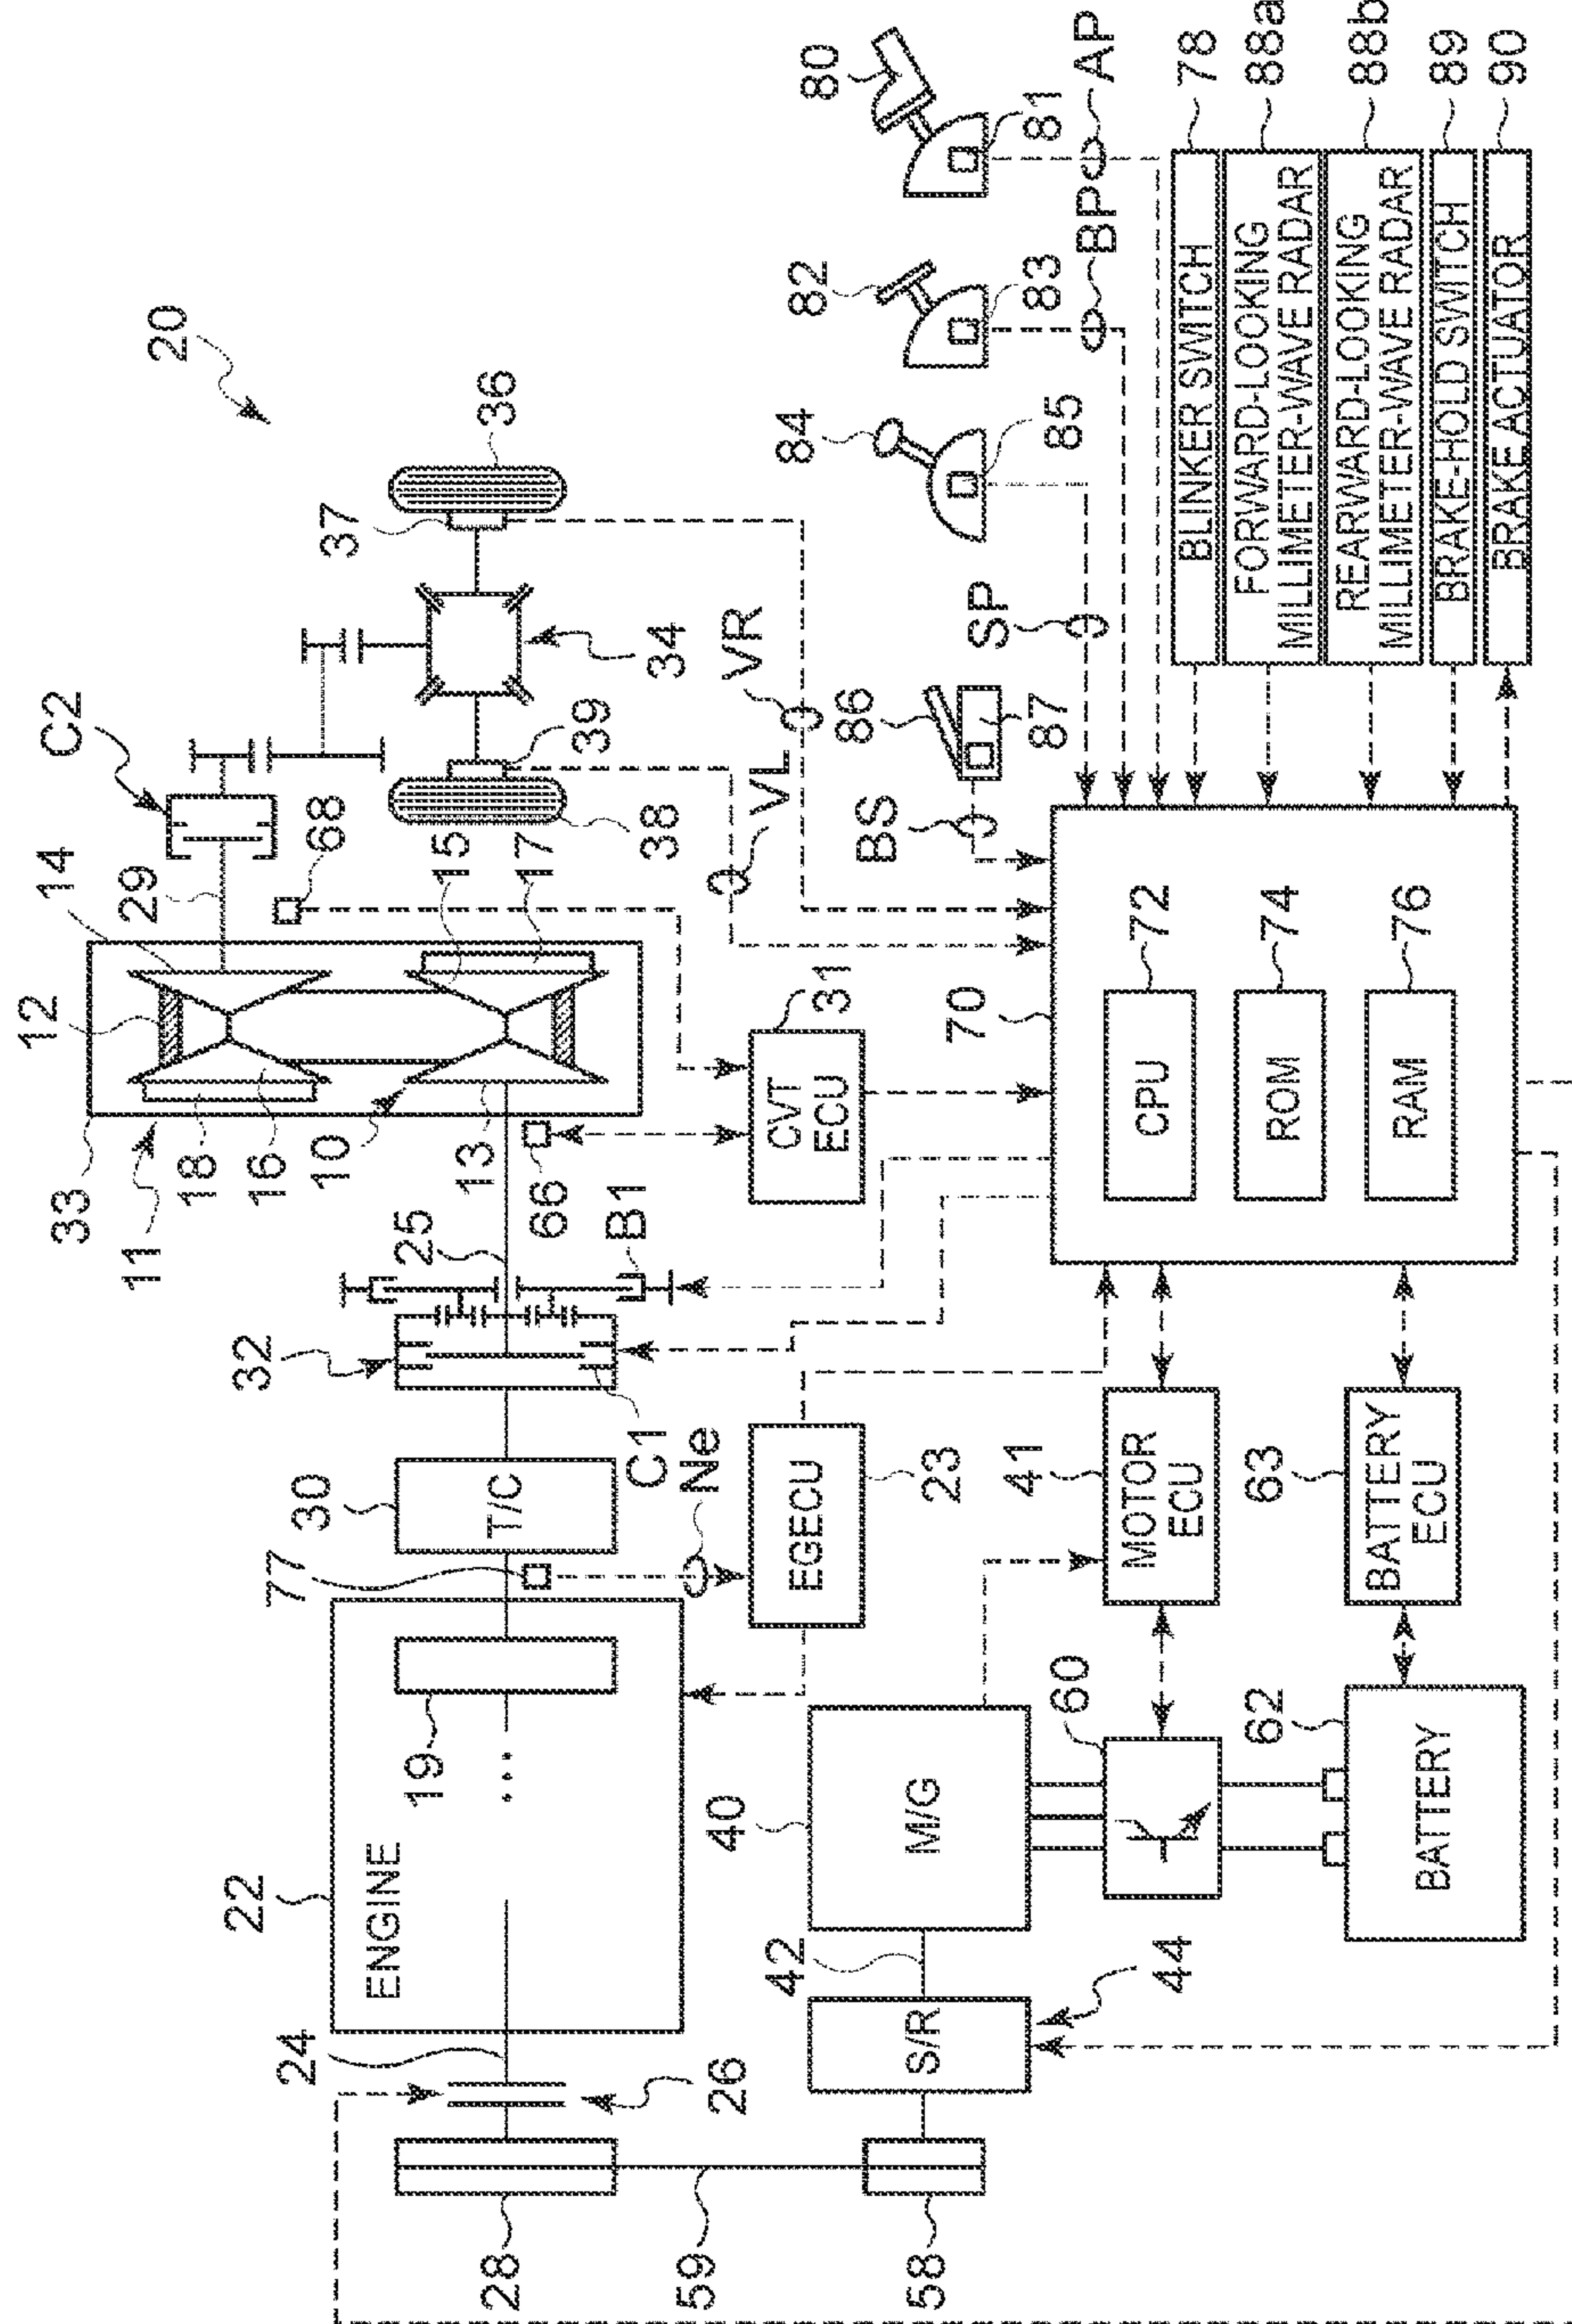 20
C2
14
29
68
12
33
11
18
16
10
13
15
17
37
36
34
39
38
VR
VL
66
25
B1
32
C1
30
T/C
77
Ne
22
ENGINE
19
24
26
28
59
58
CVT
ECU
31
EGECU
23
40
M/G
42
S/R
44
60
62
BATTERY
41
MOTOR
ECU
63
BATTERY
ECU
70
72
CPU
74
ROM
76
RAM
80
81
AP
82
83
BP
84
85
SP
86
87
BS
BLINKER SWITCH
78
FORWARD-LOOKING
MILLIMETER-WAVE RADAR
88a
REARWARD-LOOKING
MILLIMETER-WAVE RADAR
88b
BRAKE-HOLD SWITCH
89
BRAKE ACTUATOR
90